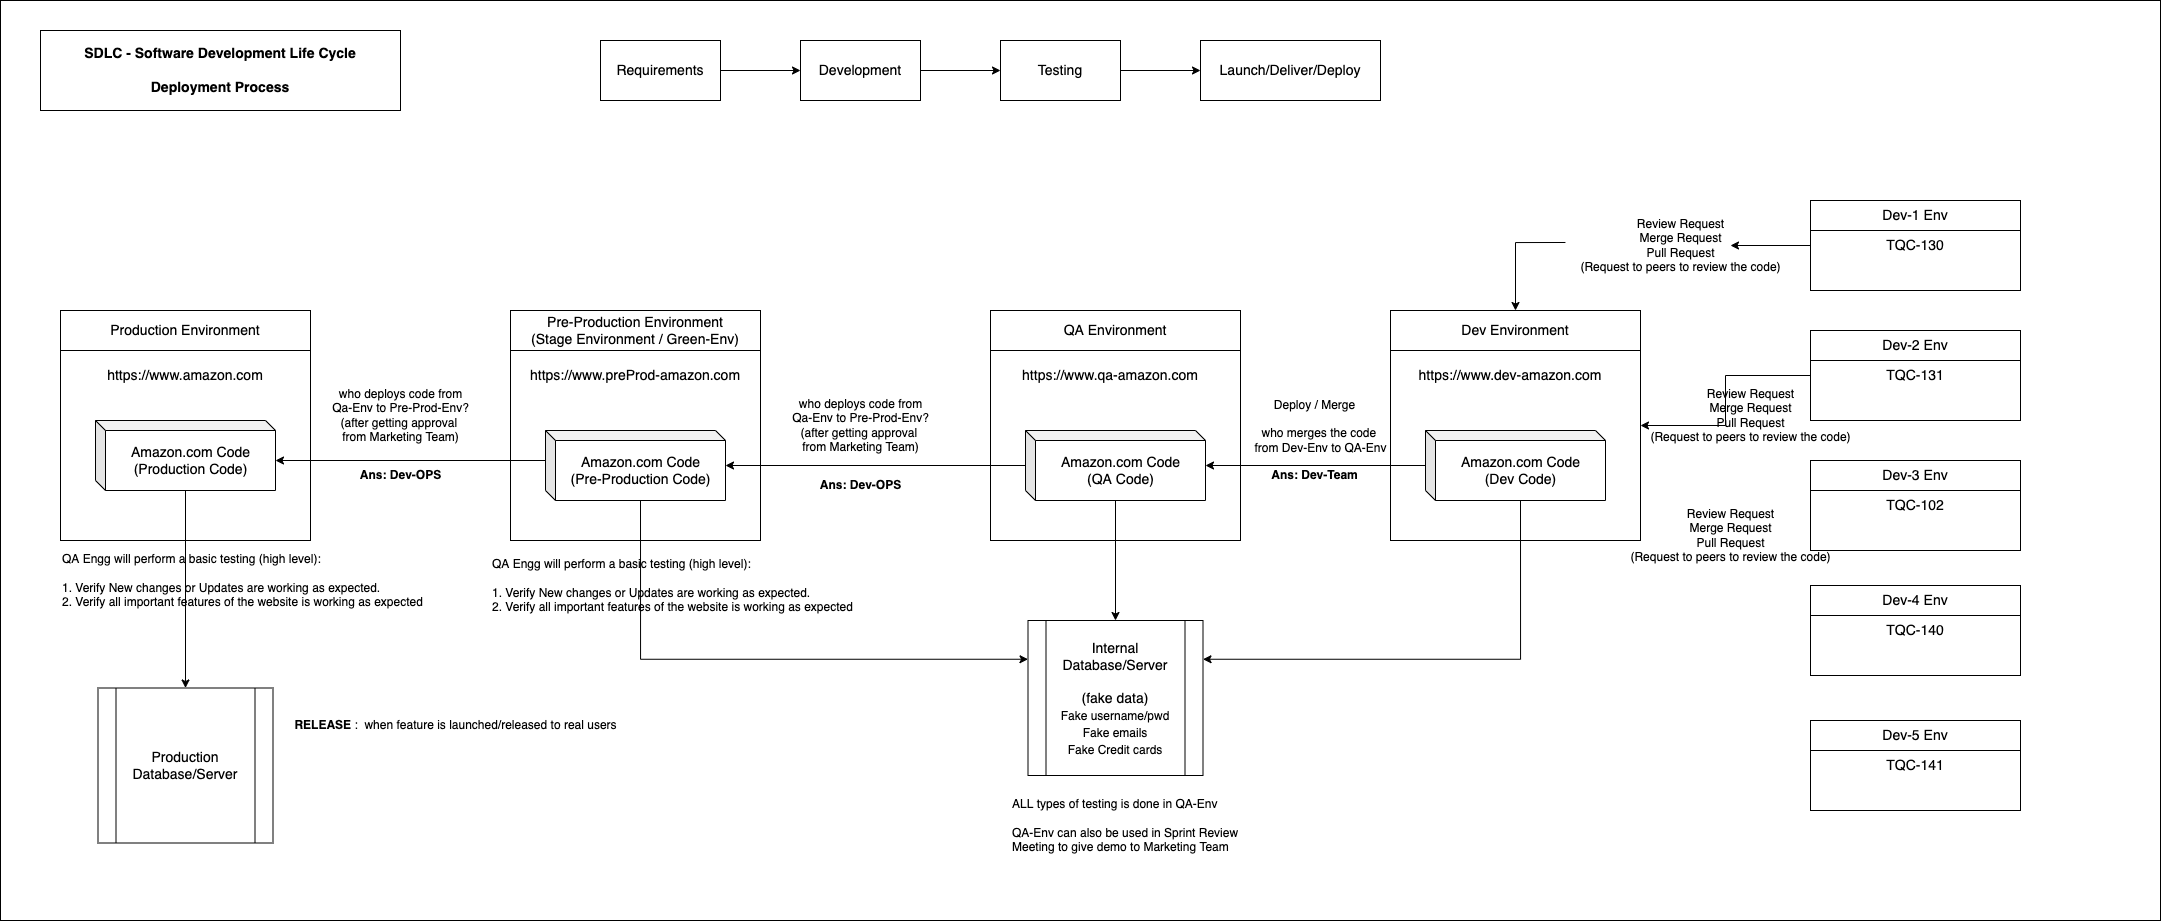 SDLC - Software Development Life Cycle
Deployment Process
Requirements
Development
Testing
Launch/Deliver/Deploy
Dev-1 Env
TQC-130
Review Request
Merge Request
Pull Request
(Request to peers to review the code)
Production Environment
https://www.amazon.com
Amazon.com Code
(Production Code)
who deploys code from
Qa-Env to Pre-Prod-Env?
(after getting approval
from Marketing Team)
Ans: Dev-OPS
Pre-Production Environment
(Stage Environment / Green-Env)
https://www.preProd-amazon.com
Amazon.com Code
(Pre-Production Code)
who deploys code from
Qa-Env to Pre-Prod-Env?
(after getting approval
from Marketing Team)
Ans: Dev-OPS
QA Environment
https://www.qa-amazon.com
Amazon.com Code
(QA Code)
Deploy / Merge
who merges the code
from Dev-Env to QA-Env
Ans: Dev-Team
Dev Environment
https://www.dev-amazon.com
Amazon.com Code
(Dev Code)
Dev-2 Env
TQC-131
Review Request
Merge Request
Pull Request
(Request to peers to review the code)
Dev-3 Env
TQC-102
Review Request
Merge Request
Pull Request
(Request to peers to review the code)
Dev-4 Env
TQC-140
Dev-5 Env
TQC-141
QA Engg will perform a basic testing (high level):
1. Verify New changes or Updates are working as expected.
2. Verify all important features of the website is working as expected
QA Engg will perform a basic testing (high level):
1. Verify New changes or Updates are working as expected.
2. Verify all important features of the website is working as expected
Internal
Database/Server
(fake data)
Fake username/pwd
Fake emails
Fake Credit cards
Production
Database/Server
RELEASE : when feature is launched/released to real users
ALL types of testing is done in QA-Env
QA-Env can also be used in Sprint Review
Meeting to give demo to Marketing Team